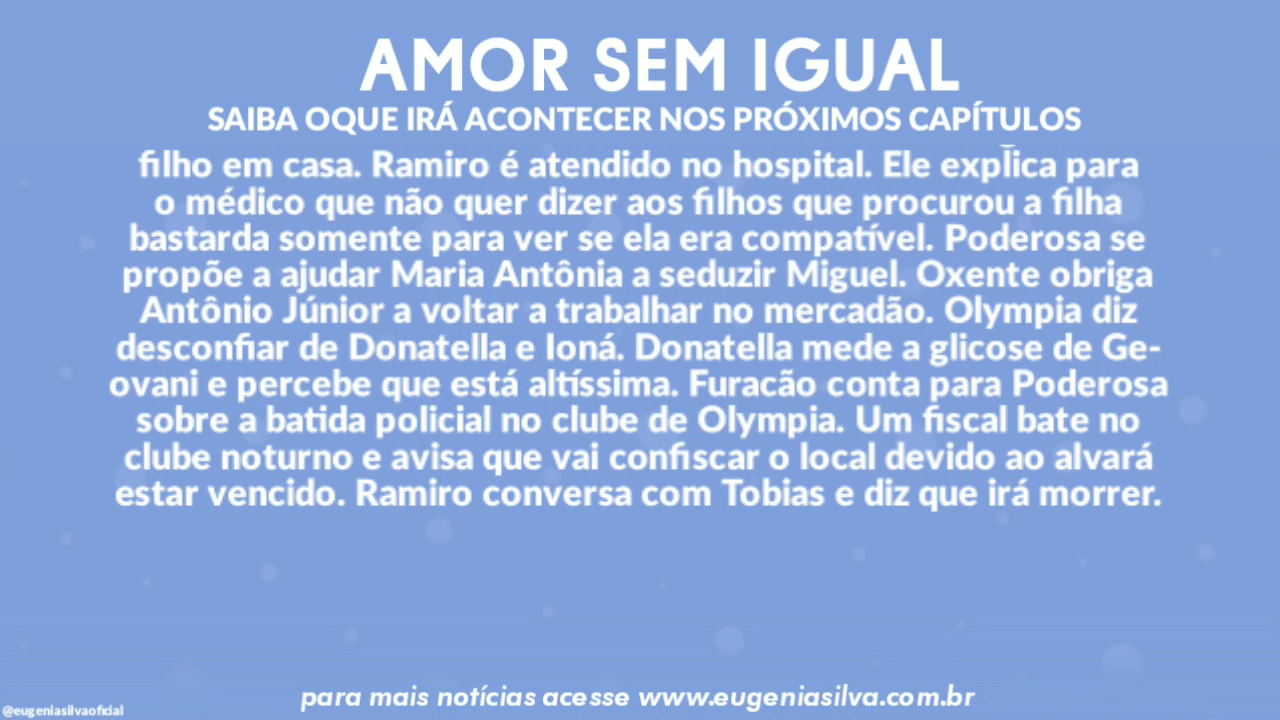 AMOR SEM IGUAL
SAIBA OQUE IRÁ ACONTECER NOS PRÓXIMOS CAPÍTULOS
filho em casa. Ramiro é atendido no hospital. Ele explica para
o médico que não quer dizer aos filhos que procurou a filha
bastarda somente para ver se ela era compatível. Poderosa se
propõe a ajudar Maria Antônia a seduzir Miguel. Oxente obriga
Antônio Júnior a voltar a trabalhar no mercadão. Olympia diz
desconfiar de Donatella e Ioná. Donatella mede a glicose de Ge-
ovani e percebe que está altíssima. Furacão conta para Poderosa
sobre a batida policial no clube de Olympia. Um fiscal bate no
clube noturno e avisa que vai confiscar o local devido ao alvará
estar vencido. Ramiro conversa com Tobias e diz que irá morrer.
para mais notícias acesse www.eugeniasilva.com.br
@eugeniasilvaoficial